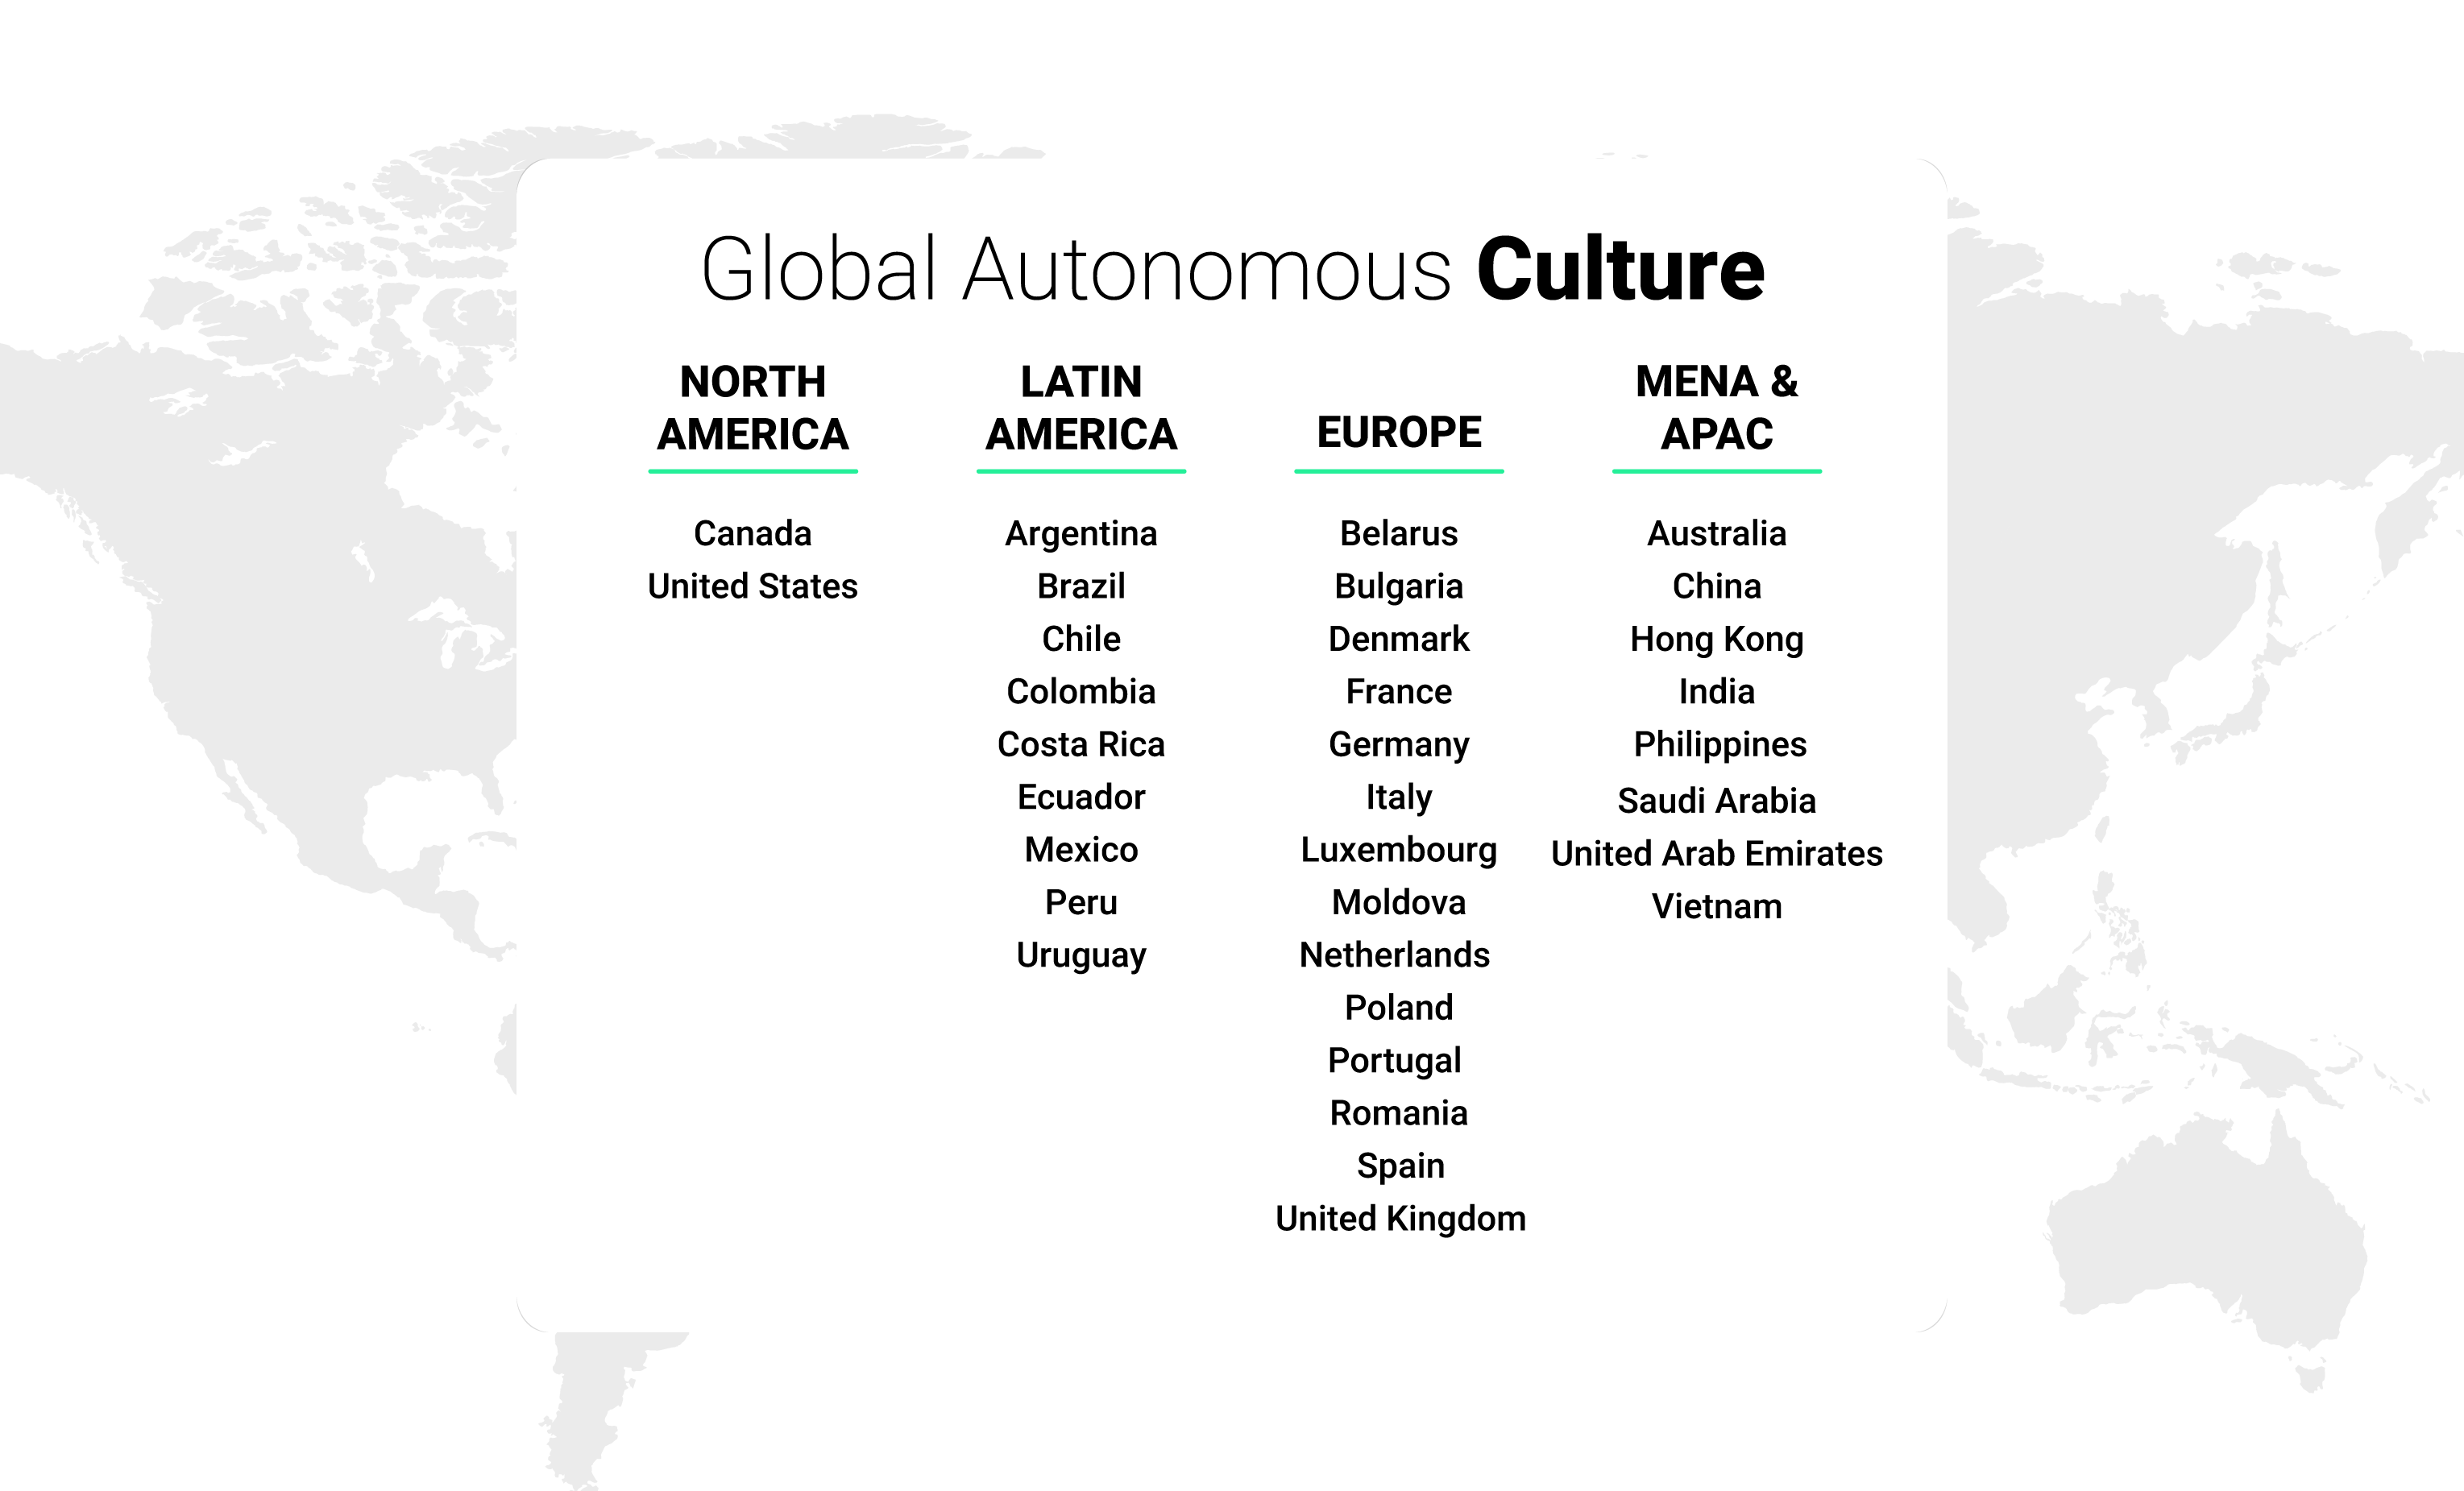 Global Autonomous Culture
NORTH
AMERICA
Canada
United States
LATIN
AMERICA
Argentina
Brazil
Chile
Colombia
Costa Rica
Ecuador
Mexico
Peru
Uruguay
EUROPE
Belarus
Bulgaria
Denmark
France
Germany
Italy
Luxembourg
Moldova
Netherlands
Poland
Portugal
Romania
Spain
United Kingdom
MENA &
APAC
Australia
China
Hong Kong
India
Philippines
Saudi Arabia
United Arab Emirates
Vietnam